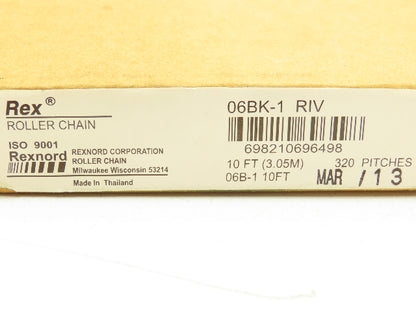 Rex®
ROLLER CHAIN
ISO 9001
Rexnord
REXNORD CORPORATION
ROLLER CHAIN
Milwaukee Wisconsin 53214
Made In Thailand
06BK-1 RIV
698210696498
10 FT (3.05M) 320 PITCHES
06B-1 10FT MAR /13